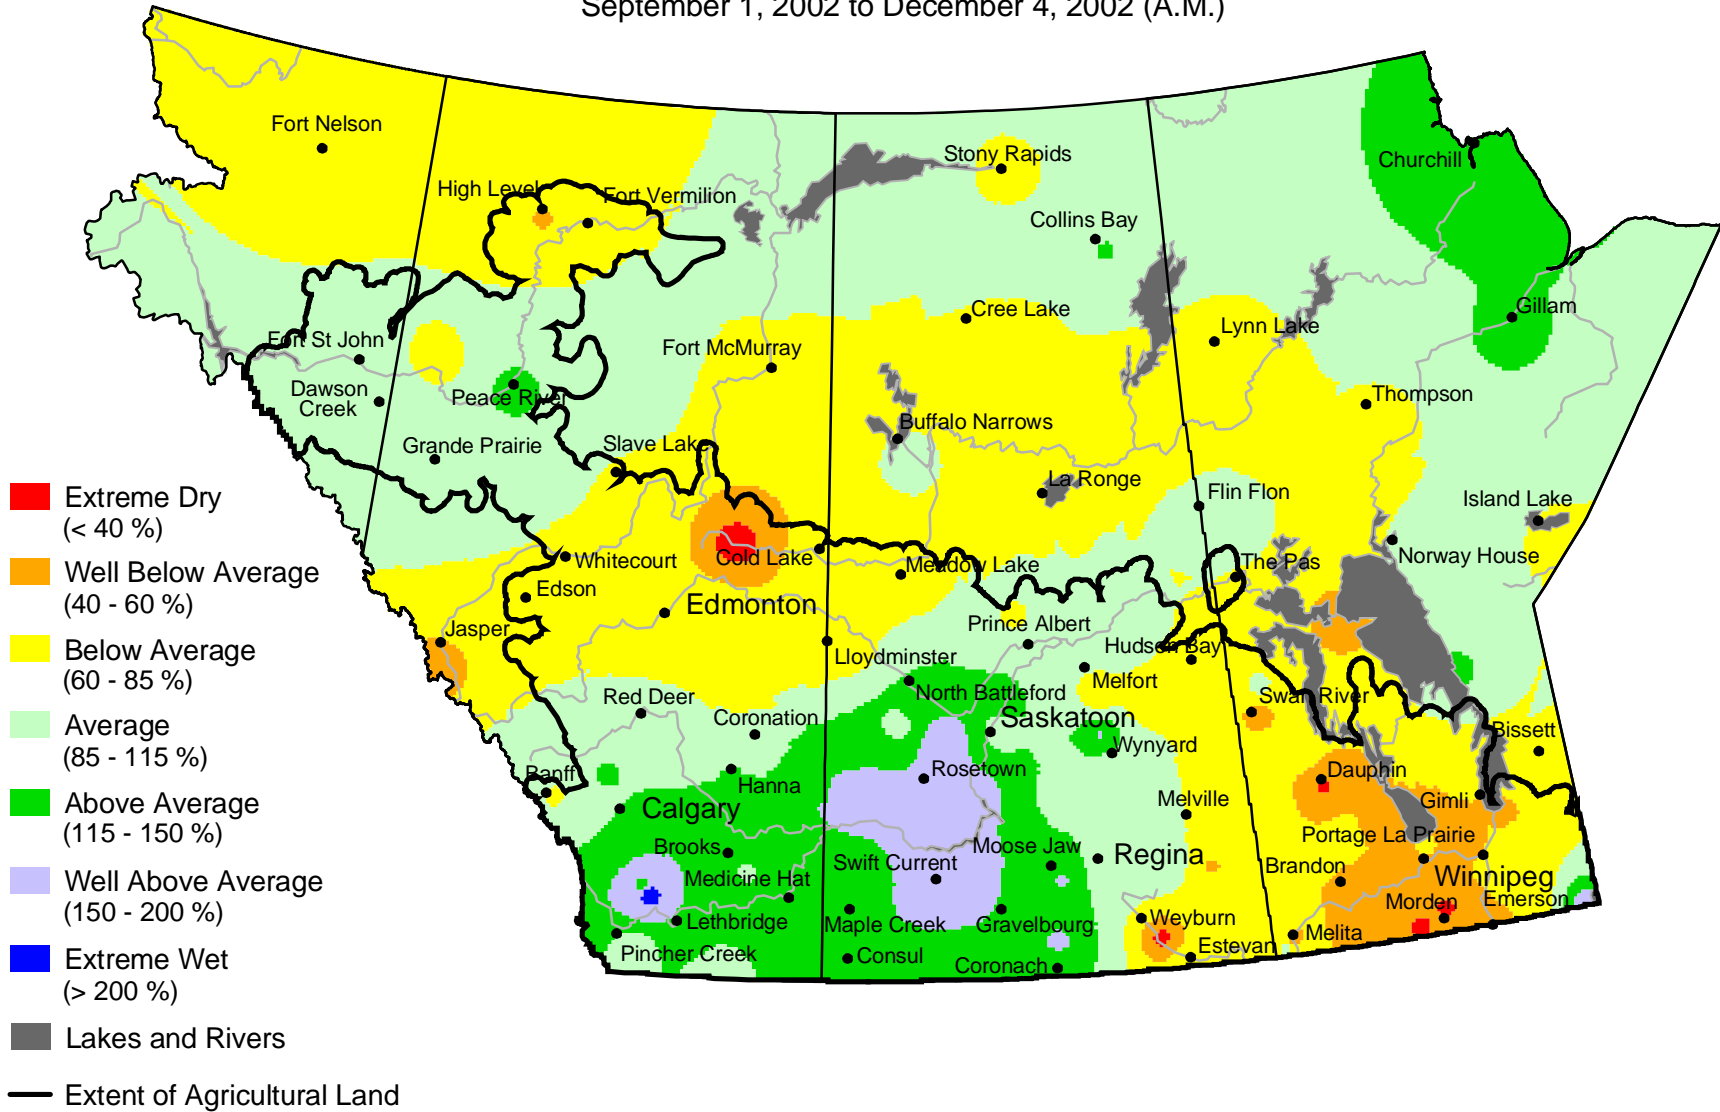 September 1, 2002 to December 4, 2002 (A.M.)
Fort Nelson
Churchill
Stony Rapids
High Level
Fort Vermilion
Collins Bay
Gillam
Cree Lake
Lynn Lake
Fort St John
Fort McMurray
Dawson
Creek
Peace River
Thompson
Buffalo Narrows
Grande Prairie
Slave Lake
La Ronge
Flin Flon
Island Lake
Whitecourt
Cold Lake
Meadow Lake
The Pas
Norway House
Edson
Edmonton
Jasper
Prince Albert
Hudson Bay
Lloydminster
Melfort
North Battleford
Swan River
Red Deer
Coronation
Saskatoon
Wynyard
Bissett
Banff
Hanna
Rosetown
Dauphin
Calgary
Melville
Gimli
Brooks
Moose Jaw
Regina
Portage La Prairie
Swift Current
Brandon
Medicine Hat
Winnipeg
Lethbridge
Maple Creek
Gravelbourg
Weyburn
Morden
Emerson
Pincher Creek
Consul
Coronach
Estevan
Melita
Extreme Dry
(< 40 %)
Well Below Average
(40 - 60 %)
Below Average
(60 - 85 %)
Average
(85 - 115 %)
Above Average
(115 - 150 %)
Well Above Average
(150 - 200 %)
Extreme Wet
(> 200 %)
Lakes and Rivers
Extent of Agricultural Land